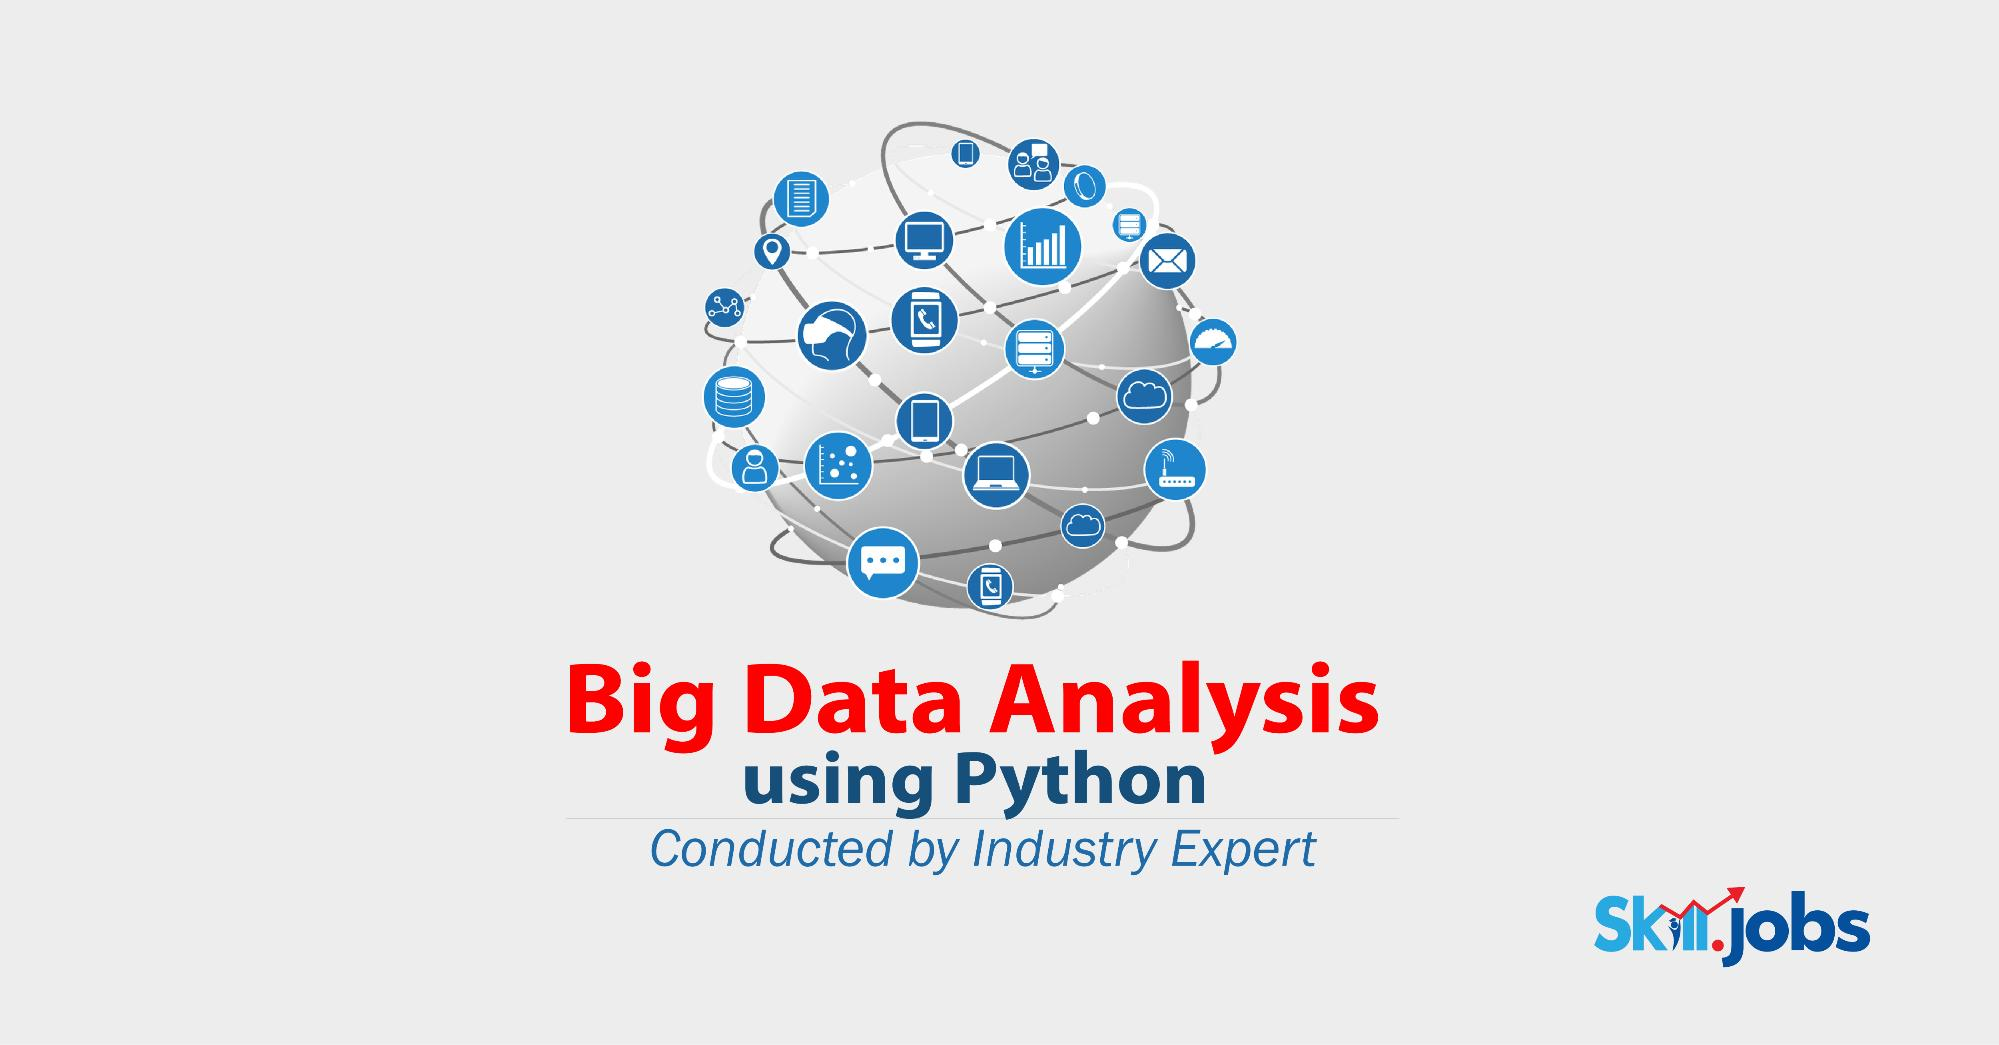 Big Data Analysis
using Python
Conducted by Industry Expert
Skill.jobs